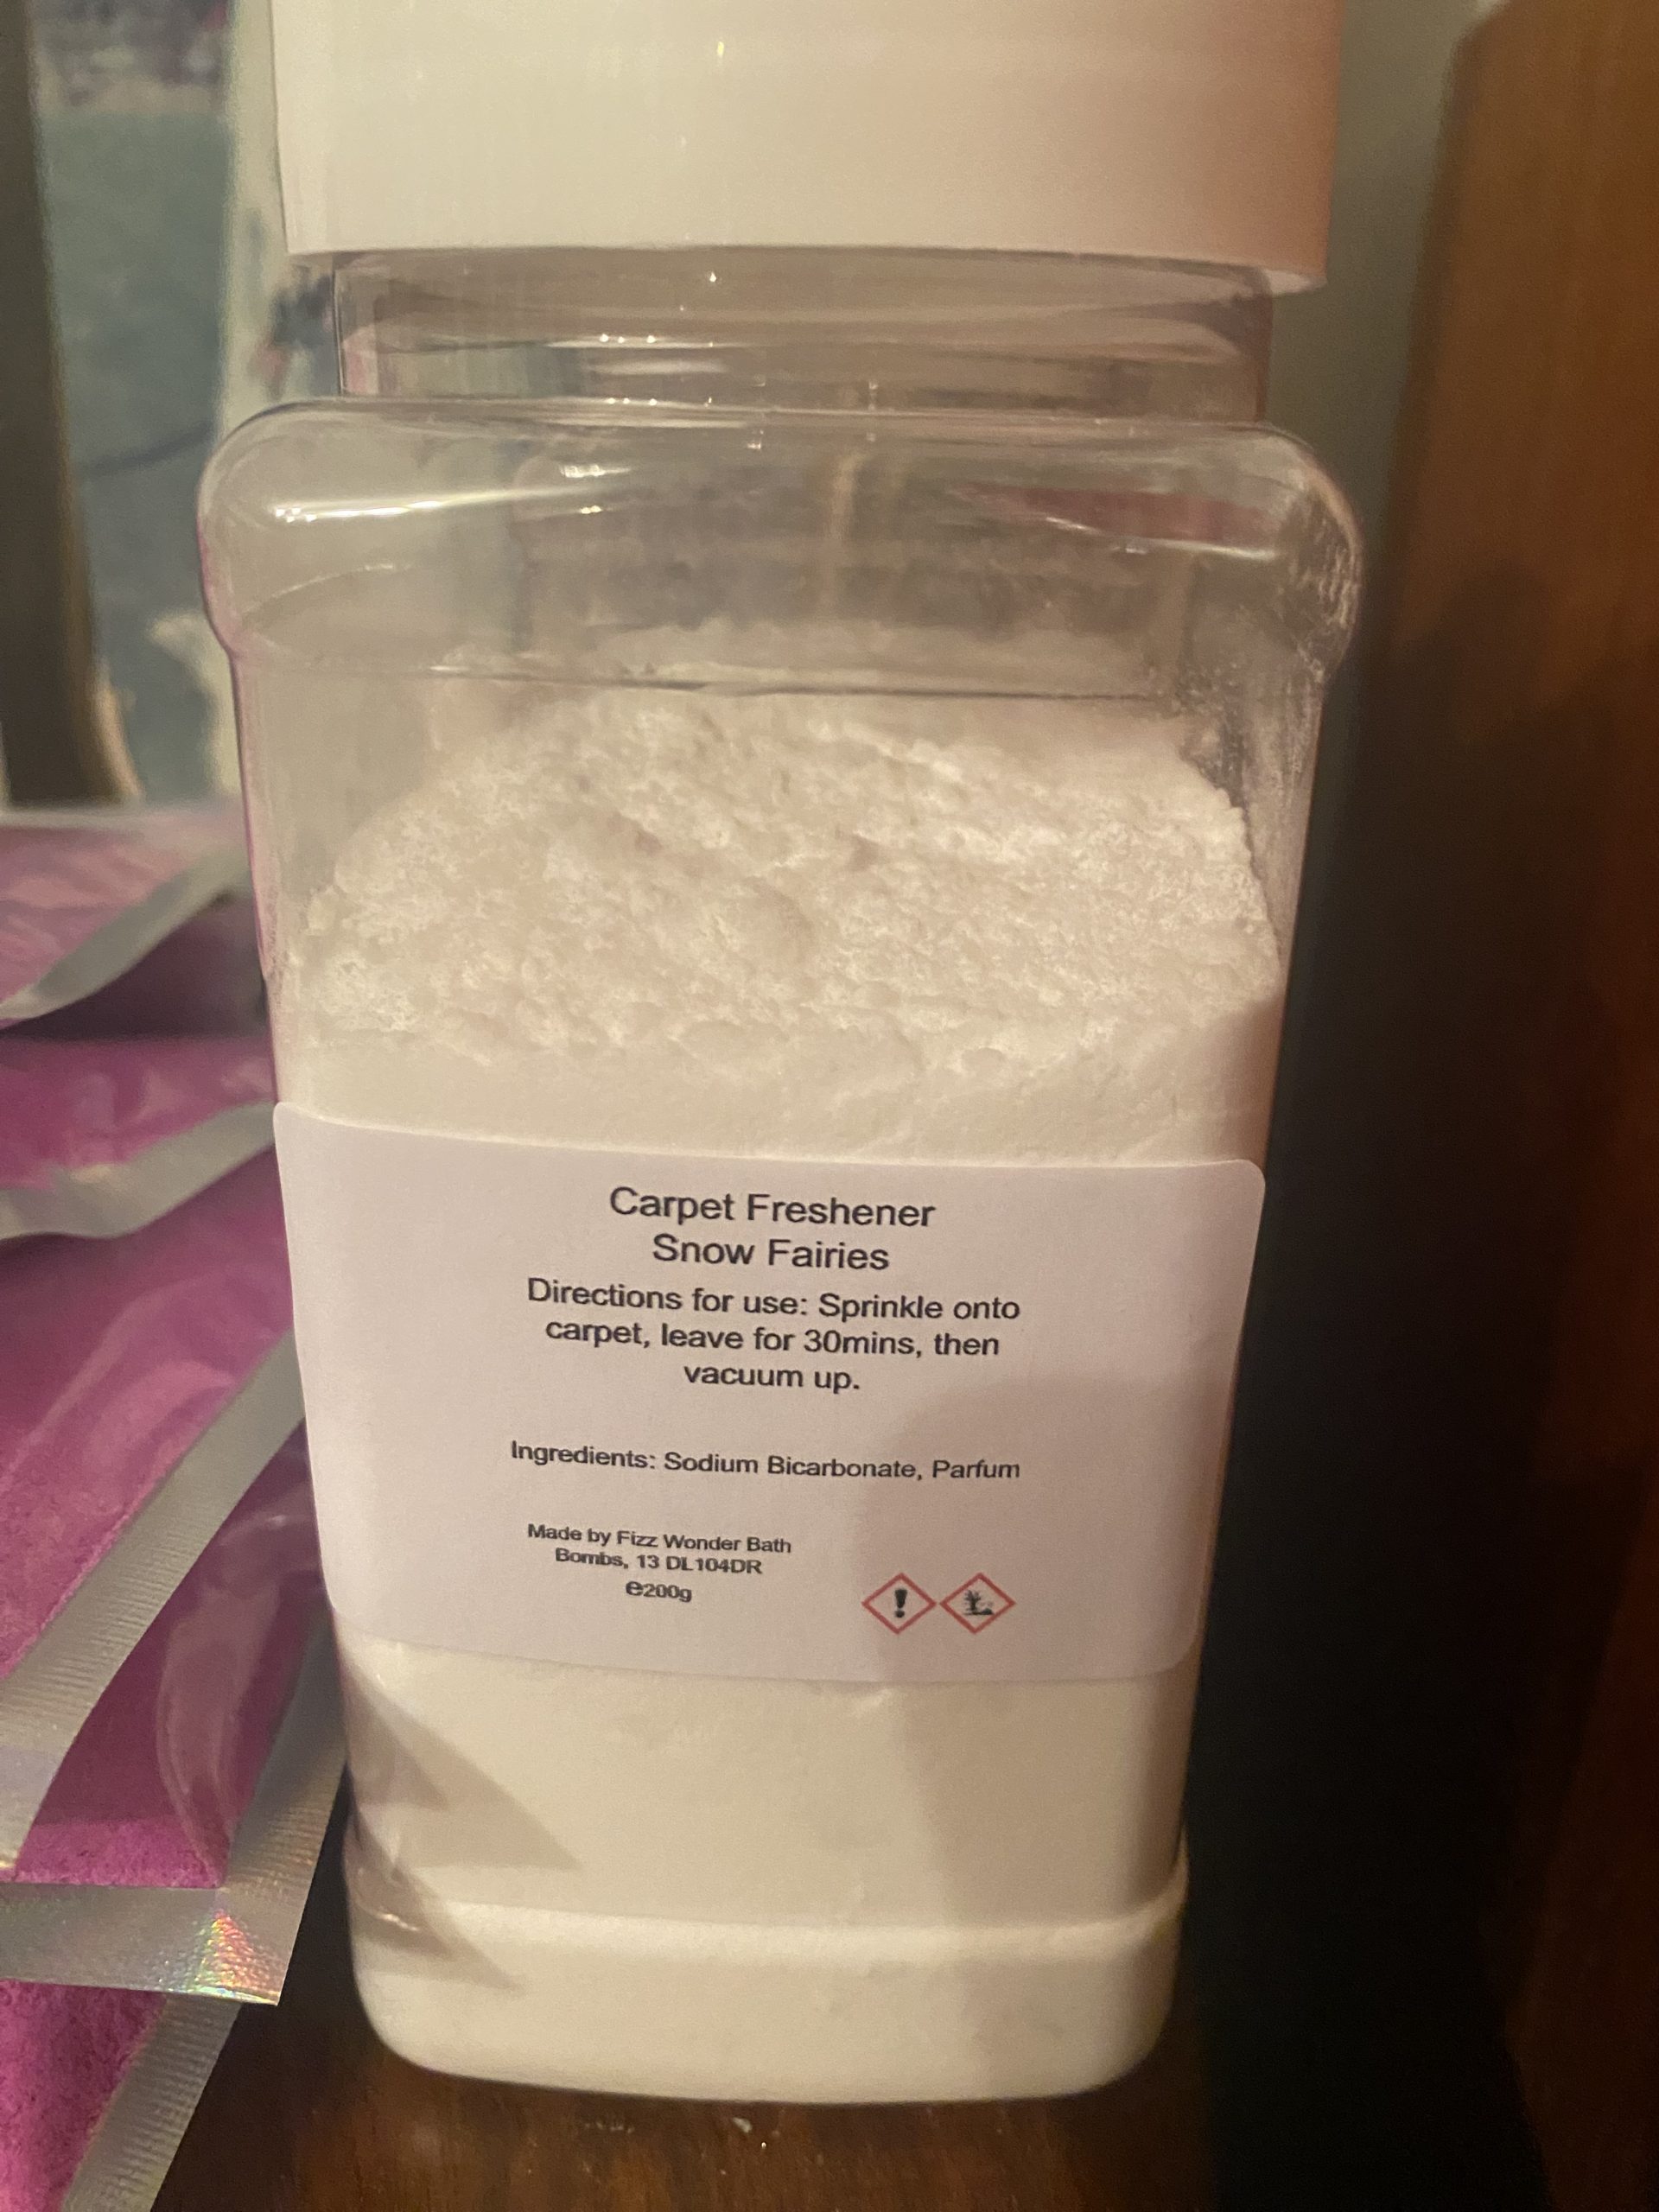 Carpet Freshener
Snow Fairies
Directions for use: Sprinkle onto
carpet, leave for 30mins, then
vacuum up.
Ingredients: Sodium Bicarbonate, Parfum
Made by Fizz Wonder Bath
Bombs, 13 DL104DR
℮200g